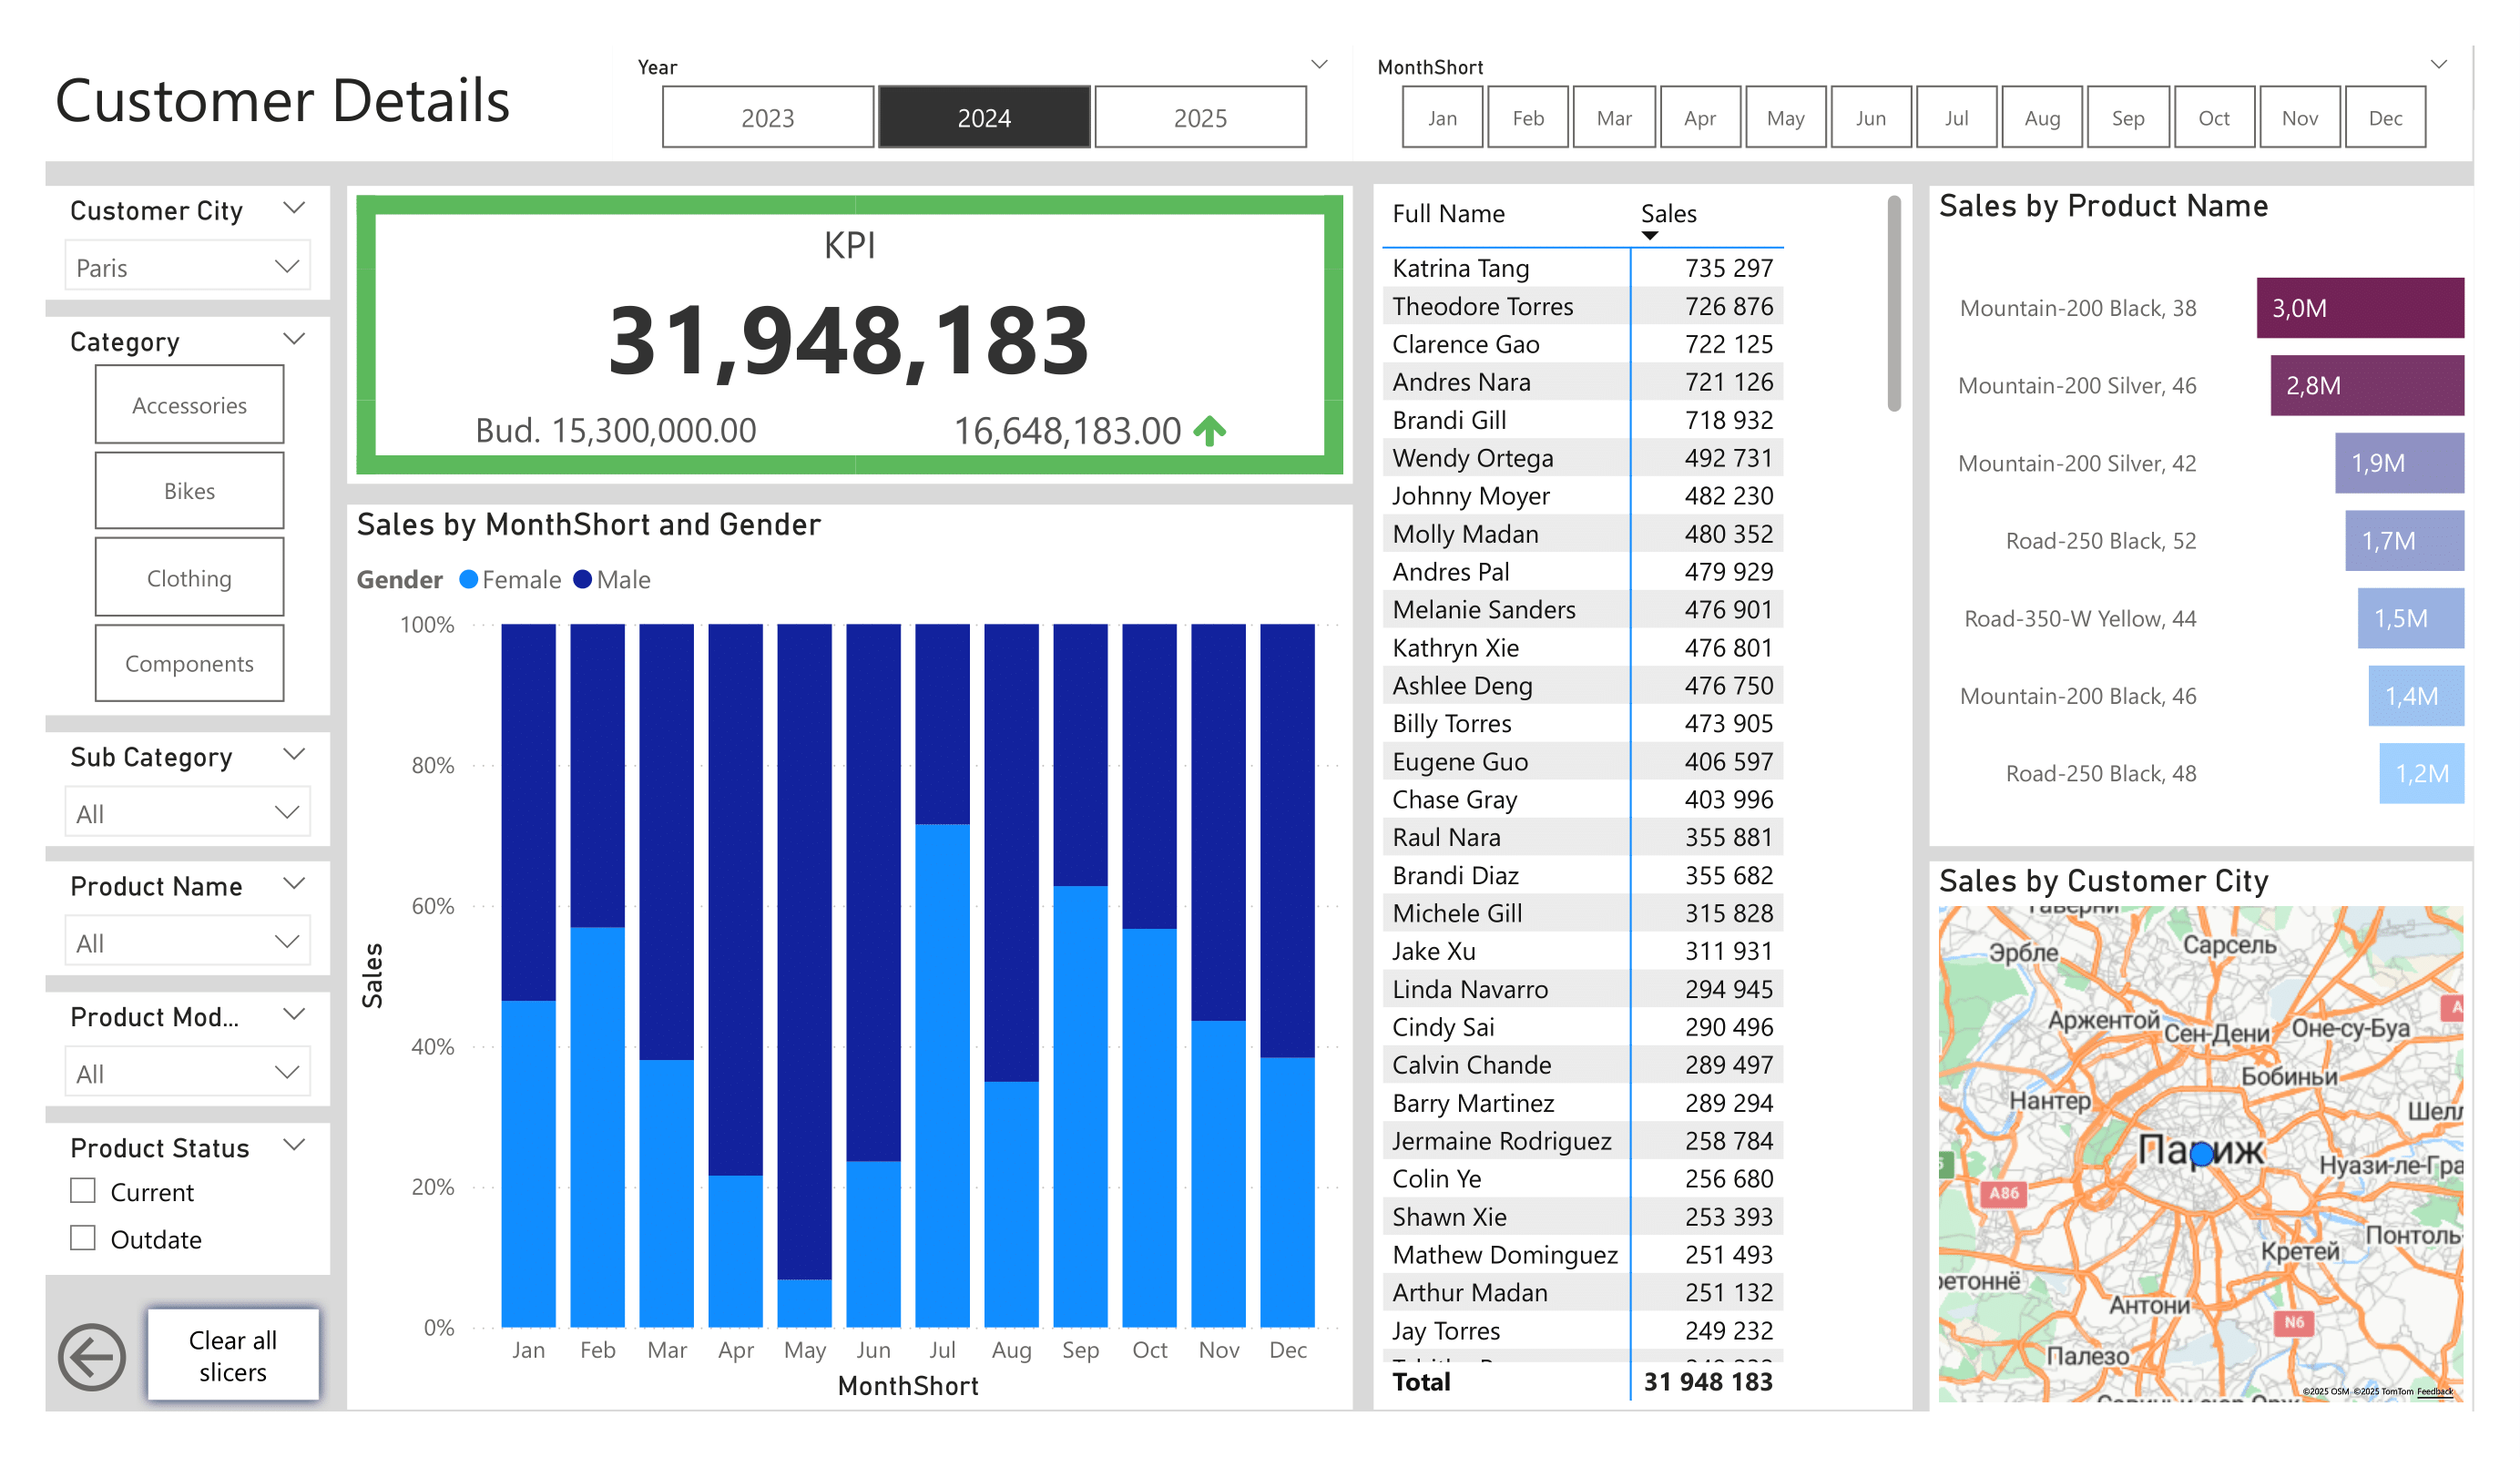 Customer Details
Year
2023 2024 2025
MonthShort
Jan Feb Mar Apr May Jun Jul Aug Sep Oct Nov Dec
Customer City
Paris
Category
Accessories
Bikes
Clothing
Components
Sub Category
All
Product Name
All
Product Mod...
All
Product Status
Current
Outdate
Clear all
slicers
KPI
31,948,183
Bud. 15,300,000.00 16,648,183.00
Sales by MonthShort and Gender
Gender Female Male
100%
80%
60%
40%
20%
0%
Sales
Jan Feb Mar Apr May Jun Jul Aug Sep Oct Nov Dec
MonthShort
Full Name Sales
Katrina Tang 735 297
Theodore Torres 726 876
Clarence Gao 722 125
Andres Nara 721 126
Brandi Gill 718 932
Wendy Ortega 492 731
Johnny Moyer 482 230
Molly Madan 480 352
Andres Pal 479 929
Melanie Sanders 476 901
Kathryn Xie 476 801
Ashlee Deng 476 750
Billy Torres 473 905
Eugene Guo 406 597
Chase Gray 403 996
Raul Nara 355 881
Brandi Diaz 355 682
Michele Gill 315 828
Jake Xu 311 931
Linda Navarro 294 945
Cindy Sai 290 496
Calvin Chande 289 497
Barry Martinez 289 294
Jermaine Rodriguez 258 784
Colin Ye 256 680
Shawn Xie 253 393
Mathew Dominguez 251 493
Arthur Madan 251 132
Jay Torres 249 232
Total 31 948 183
Sales by Product Name
Mountain-200 Black, 38 3,0M
Mountain-200 Silver, 46 2,8M
Mountain-200 Silver, 42 1,9M
Road-250 Black, 52 1,7M
Road-350-W Yellow, 44 1,5M
Mountain-200 Black, 46 1,4M
Road-250 Black, 48 1,2M
Sales by Customer City
Таверни
Эрбле
Сарсель
A
Аржентой
Сен-Дени
Оне-су-Буа
Бобиньи
Нантер
Шелл
Париж
Нуази-ле-Гра
A86
Понтоль
Кретей
ретоннё
Антони
N6
Палезо
©2025 OSM ©2025 TomTom Feedback